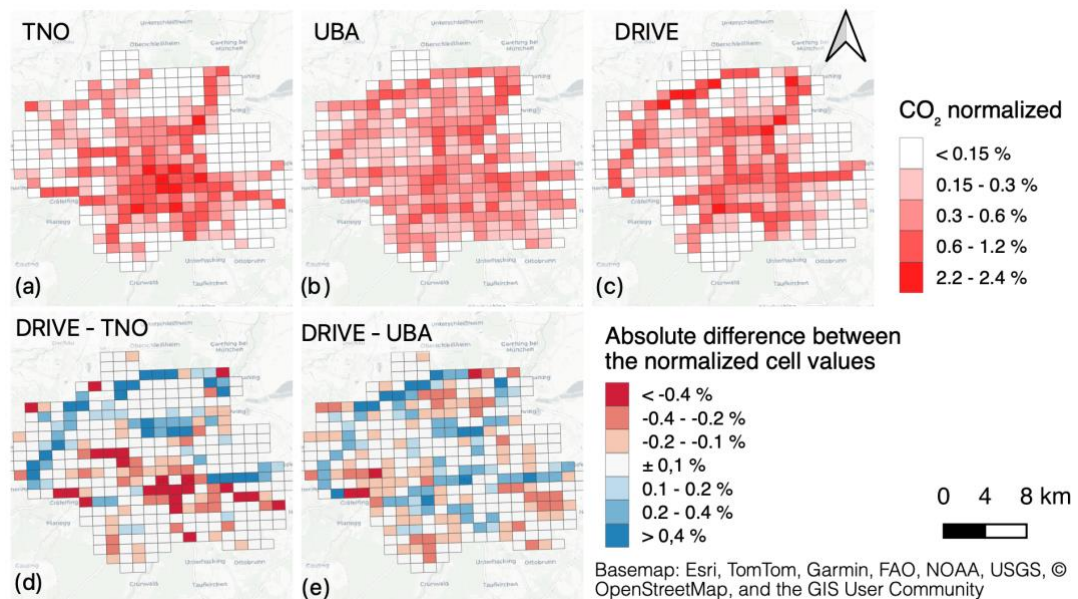 TNO
UBA
DRIVE
(a)
(b)
(c)
CO₂ normalized
< 0.15 %
0.15 - 0.3 %
0.3 - 0.6 %
0.6 - 1.2 %
2.2 - 2.4 %
DRIVE - TNO
DRIVE - UBA
(d)
(e)
Absolute difference between
the normalized cell values
< -0.4 %
-0.4 - -0.2 %
-0.2 - -0.1 %
± 0,1 %
0.1 - 0.2 %
0.2 - 0.4 %
> 0,4 %
0 4 8 km
Basemap: Esri, TomTom, Garmin, FAO, NOAA, USGS, ©
OpenStreetMap, and the GIS User Community